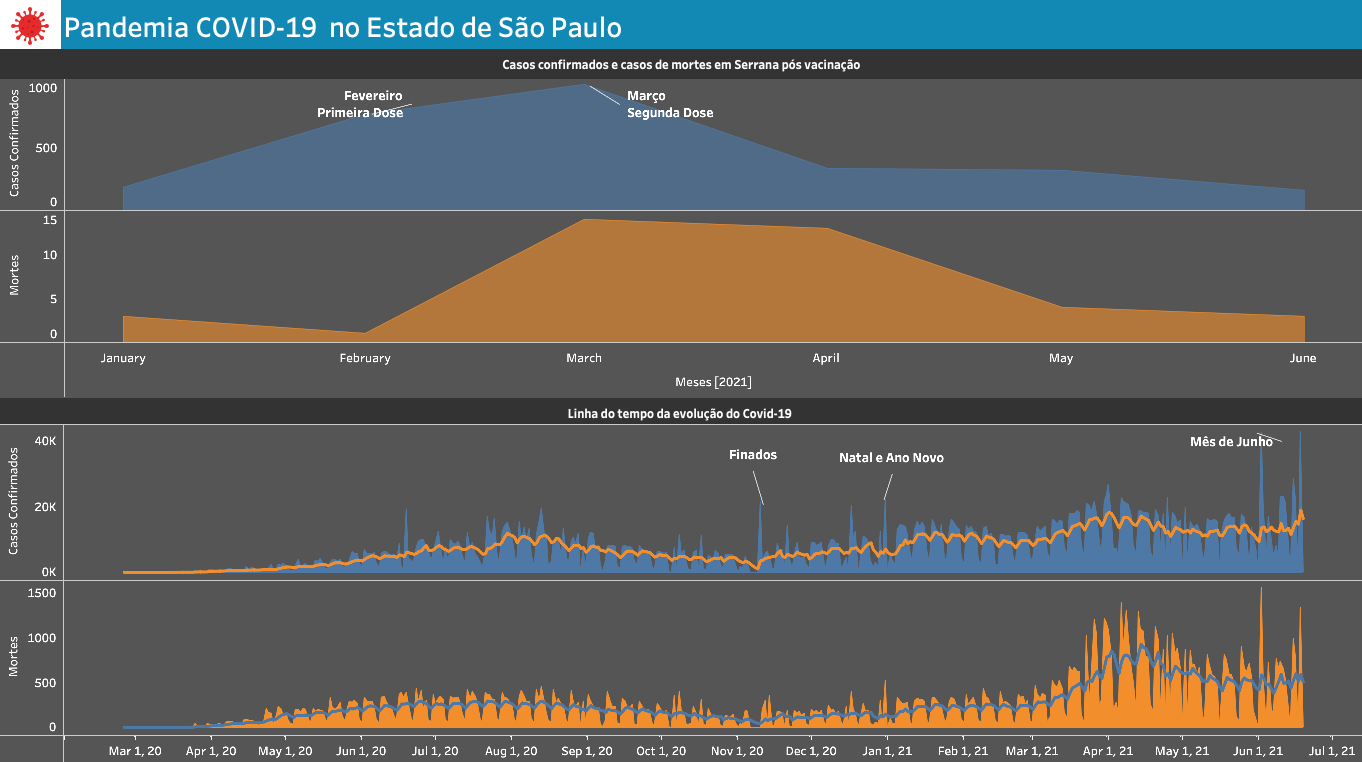 Pandemia COVID-19 no Estado de São Paulo
Casos confirmados e casos de mortes em Serrana pós vacinação
Casos Confirmados
1000
500
0
Fevereiro
Primeira Dose
Março
Segunda Dose
Mortes
15
10
5
0
January February March April May June
Meses [2021]
Linha do tempo da evolução do Covid-19
Casos Confirmados
40K
20K
0K
Finados
Natal e Ano Novo
Mês de Junho
Mortes
1500
1000
500
0
Mar 1, 20 Apr 1, 20 May 1, 20 Jun 1, 20 Jul 1, 20 Aug 1, 20 Sep 1, 20 Oct 1, 20 Nov 1, 20 Dec 1, 20 Jan 1, 21 Feb 1, 21 Mar 1, 21 Apr 1, 21 May 1, 21 Jun 1, 21 Jul 1, 21